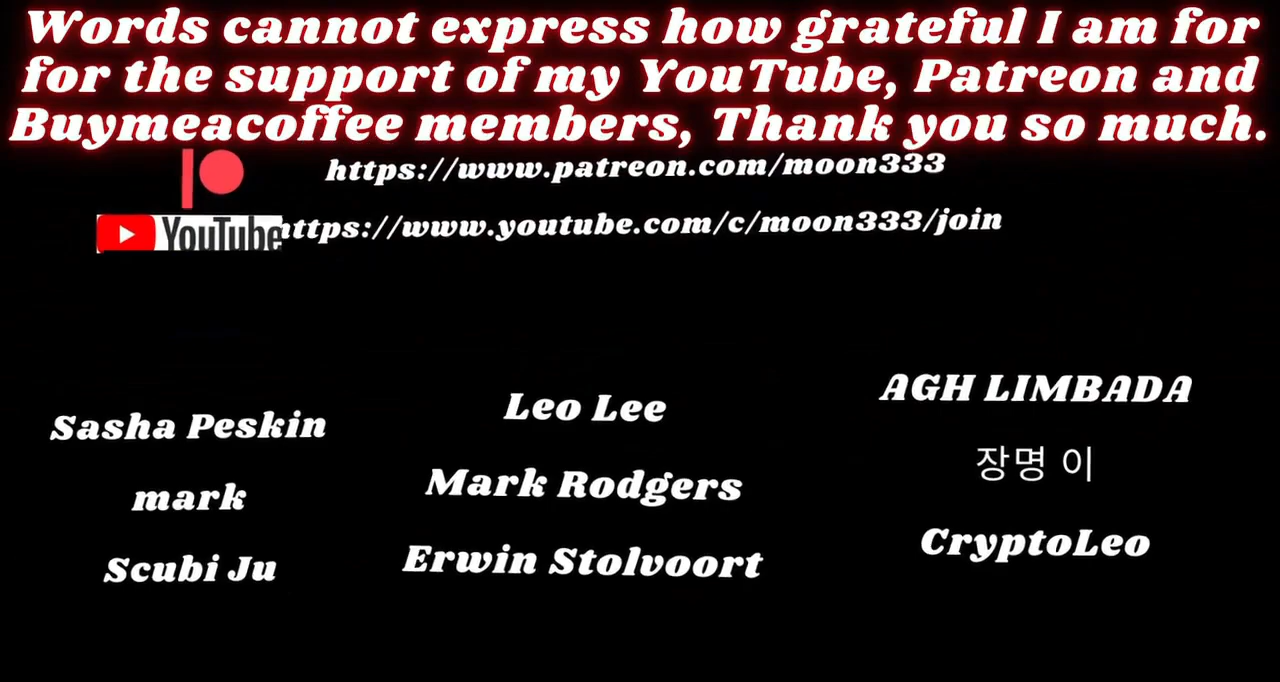 Words cannot express how grateful I am for
for the support of my YouTube, Patreon and
Buymeacoffee members, Thank you so much.
https://www.patreon.com/moon333
YouTube
https://www.youtube.com/c/moon333/join
Sasha Peskin
mark
Scubi Ju
Leo Lee
Mark Rodgers
Erwin Stolvoort
AGH LIMBADA
장명 이
CryptoLeo